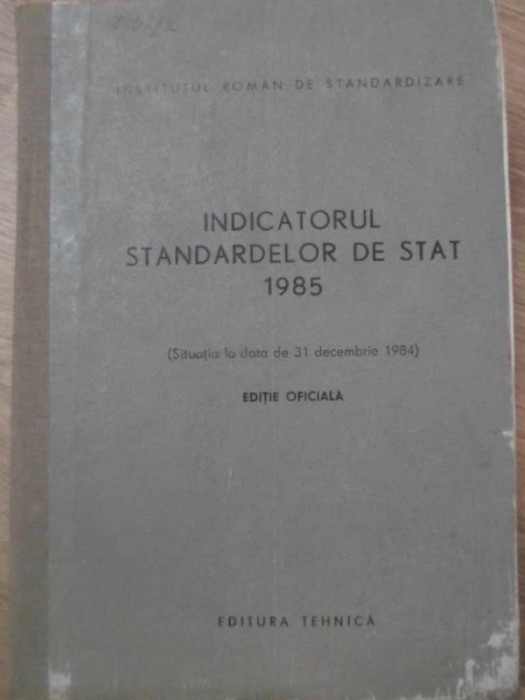 INSTITUTUL ROMÂN DE STANDARDIZARE
INDICATORUL
STANDARDELOR DE STAT
1985
(Situația la data de 31 decembrie 1984)
EDIȚIE OFICIALĂ
EDITURA TEHNICĂ